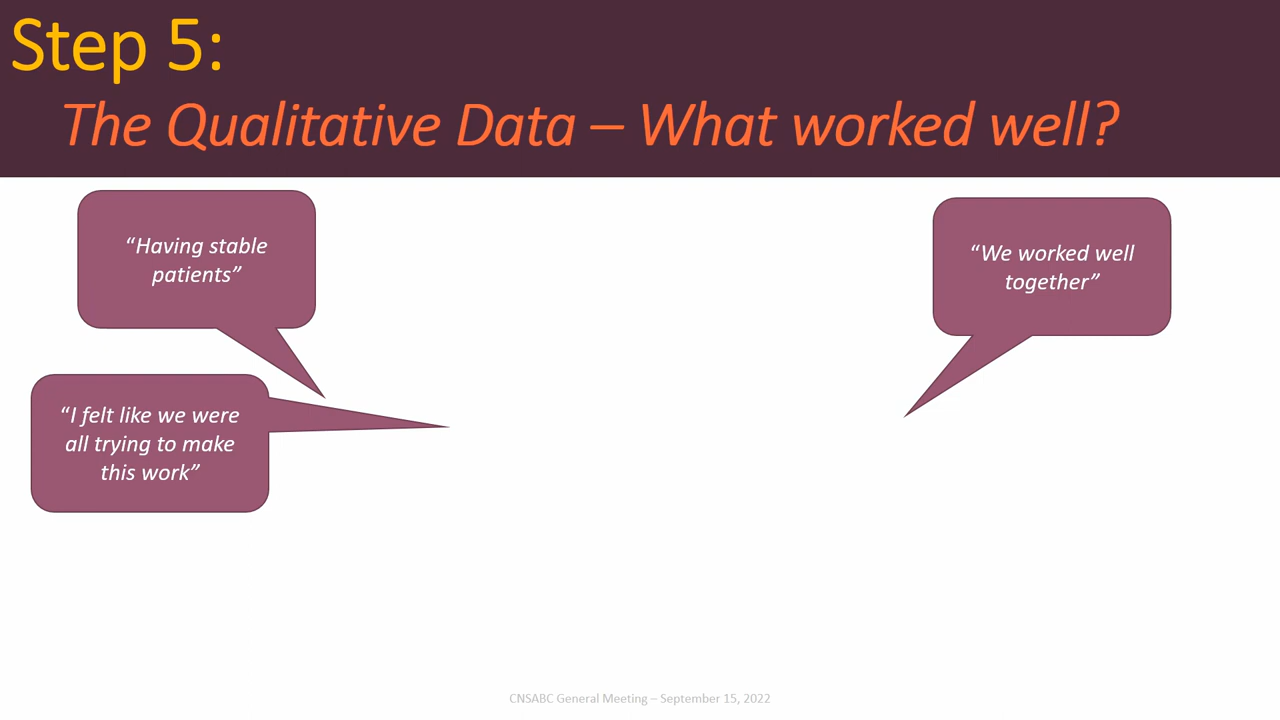 Step 5:
The Qualitative Data – What worked well?
“Having stable
patients”
“We worked well
together”
“I felt like we were
all trying to make
this work”
CNSABC General Meeting – September 15, 2022